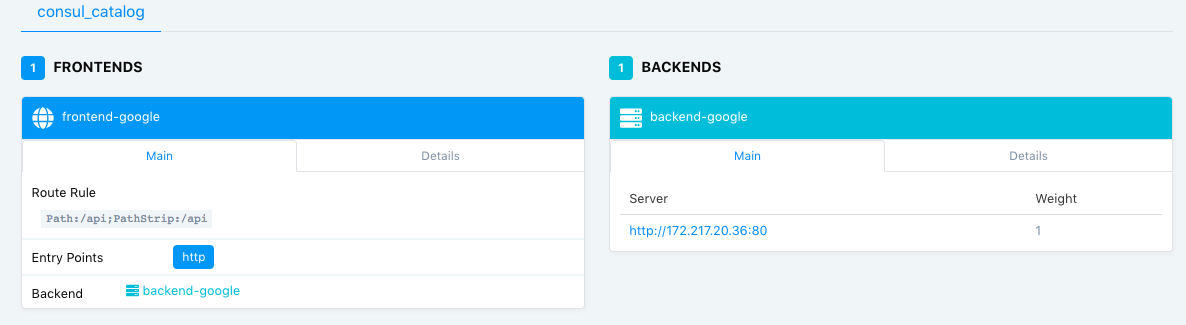 consul_catalog
1 FRONTENDS
frontend-google
Main Details
Route Rule
Path:/api;PathStrip:/api
Entry Points http
Backend backend-google
1 BACKENDS
backend-google
Main Details
Server Weight
http://172.217.20.36:80 1